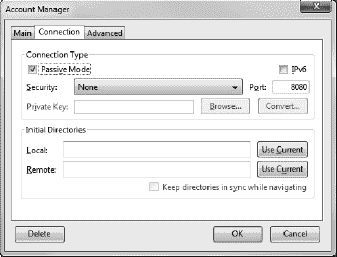 Account Manager
Main Connection Advanced
Connection Type
Passive Mode IPv6
Security: None Port: 8080
Private Key: Browse... Convert...
Initial Directories
Local: Use Current
Remote: Use Current
Keep directories in sync while navigating
Delete OK Cancel